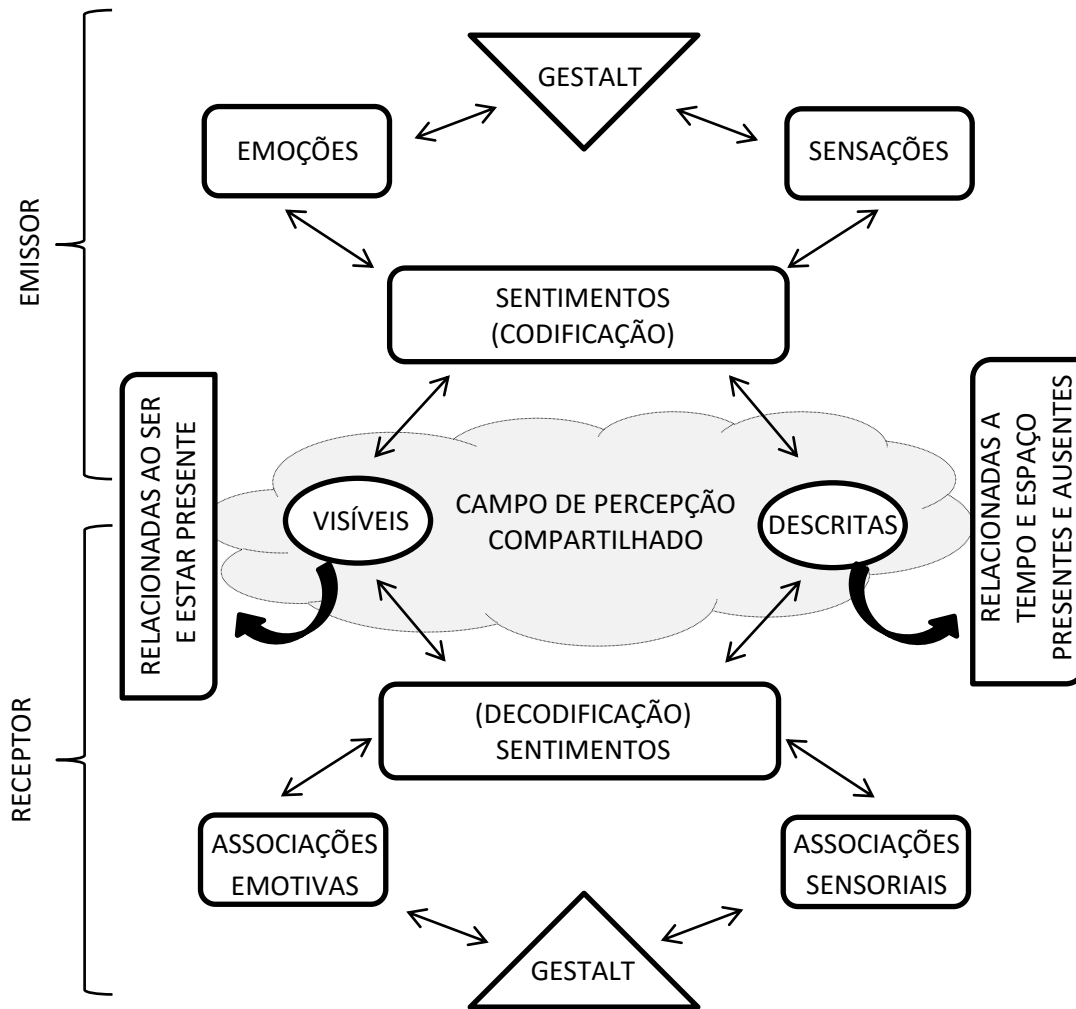 GESTALT
EMOÇÕES
SENSAÇÕES
EMISSOR
SENTIMENTOS
(CODIFICAÇÃO)
RELACIONADAS AO SER
E ESTAR PRESENTE
VISÍVEIS
CAMPO DE PERCEPÇÃO
COMPARTILHADO
DESCRITAS
RELACIONADAS A
TEMPO E ESPAÇO
PRESENTES E AUSENTES
RECEPTOR
(DECODIFICAÇÃO)
SENTIMENTOS
ASSOCIAÇÕES
EMOTIVAS
ASSOCIAÇÕES
SENSORIAIS
GESTALT